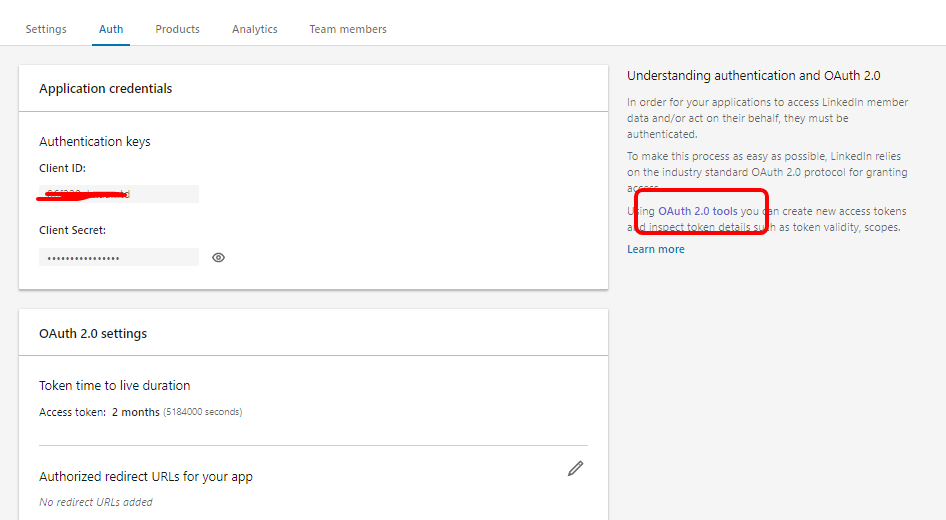 Settings
Auth
Products
Analytics
Team members
Application credentials
Authentication keys
Client ID:
Client Secret:
••••••••••••••••
OAuth 2.0 settings
Token time to live duration
Access token: 2 months (5184000 seconds)
Authorized redirect URLs for your app
No redirect URLs added
Understanding authentication and OAuth 2.0
In order for your applications to access LinkedIn member
data and/or act on their behalf, they must be
authenticated.
To make this process as easy as possible, LinkedIn relies
on the industry standard OAuth 2.0 protocol for granting
access.
Using OAuth 2.0 tools you can create new access tokens
and inspect token details such as token validity, scopes.
Learn more